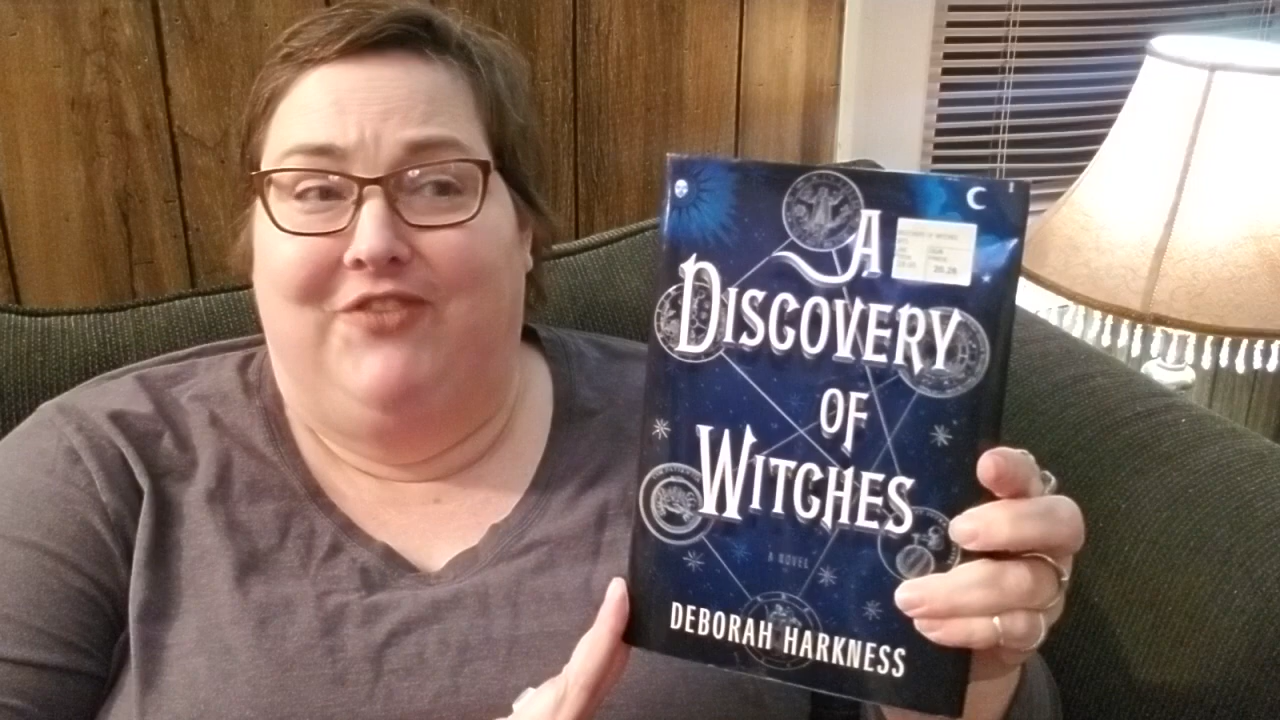 A
DISCOVERY
OF
WITCHES
A NOVEL
DEBORAH HARKNESS